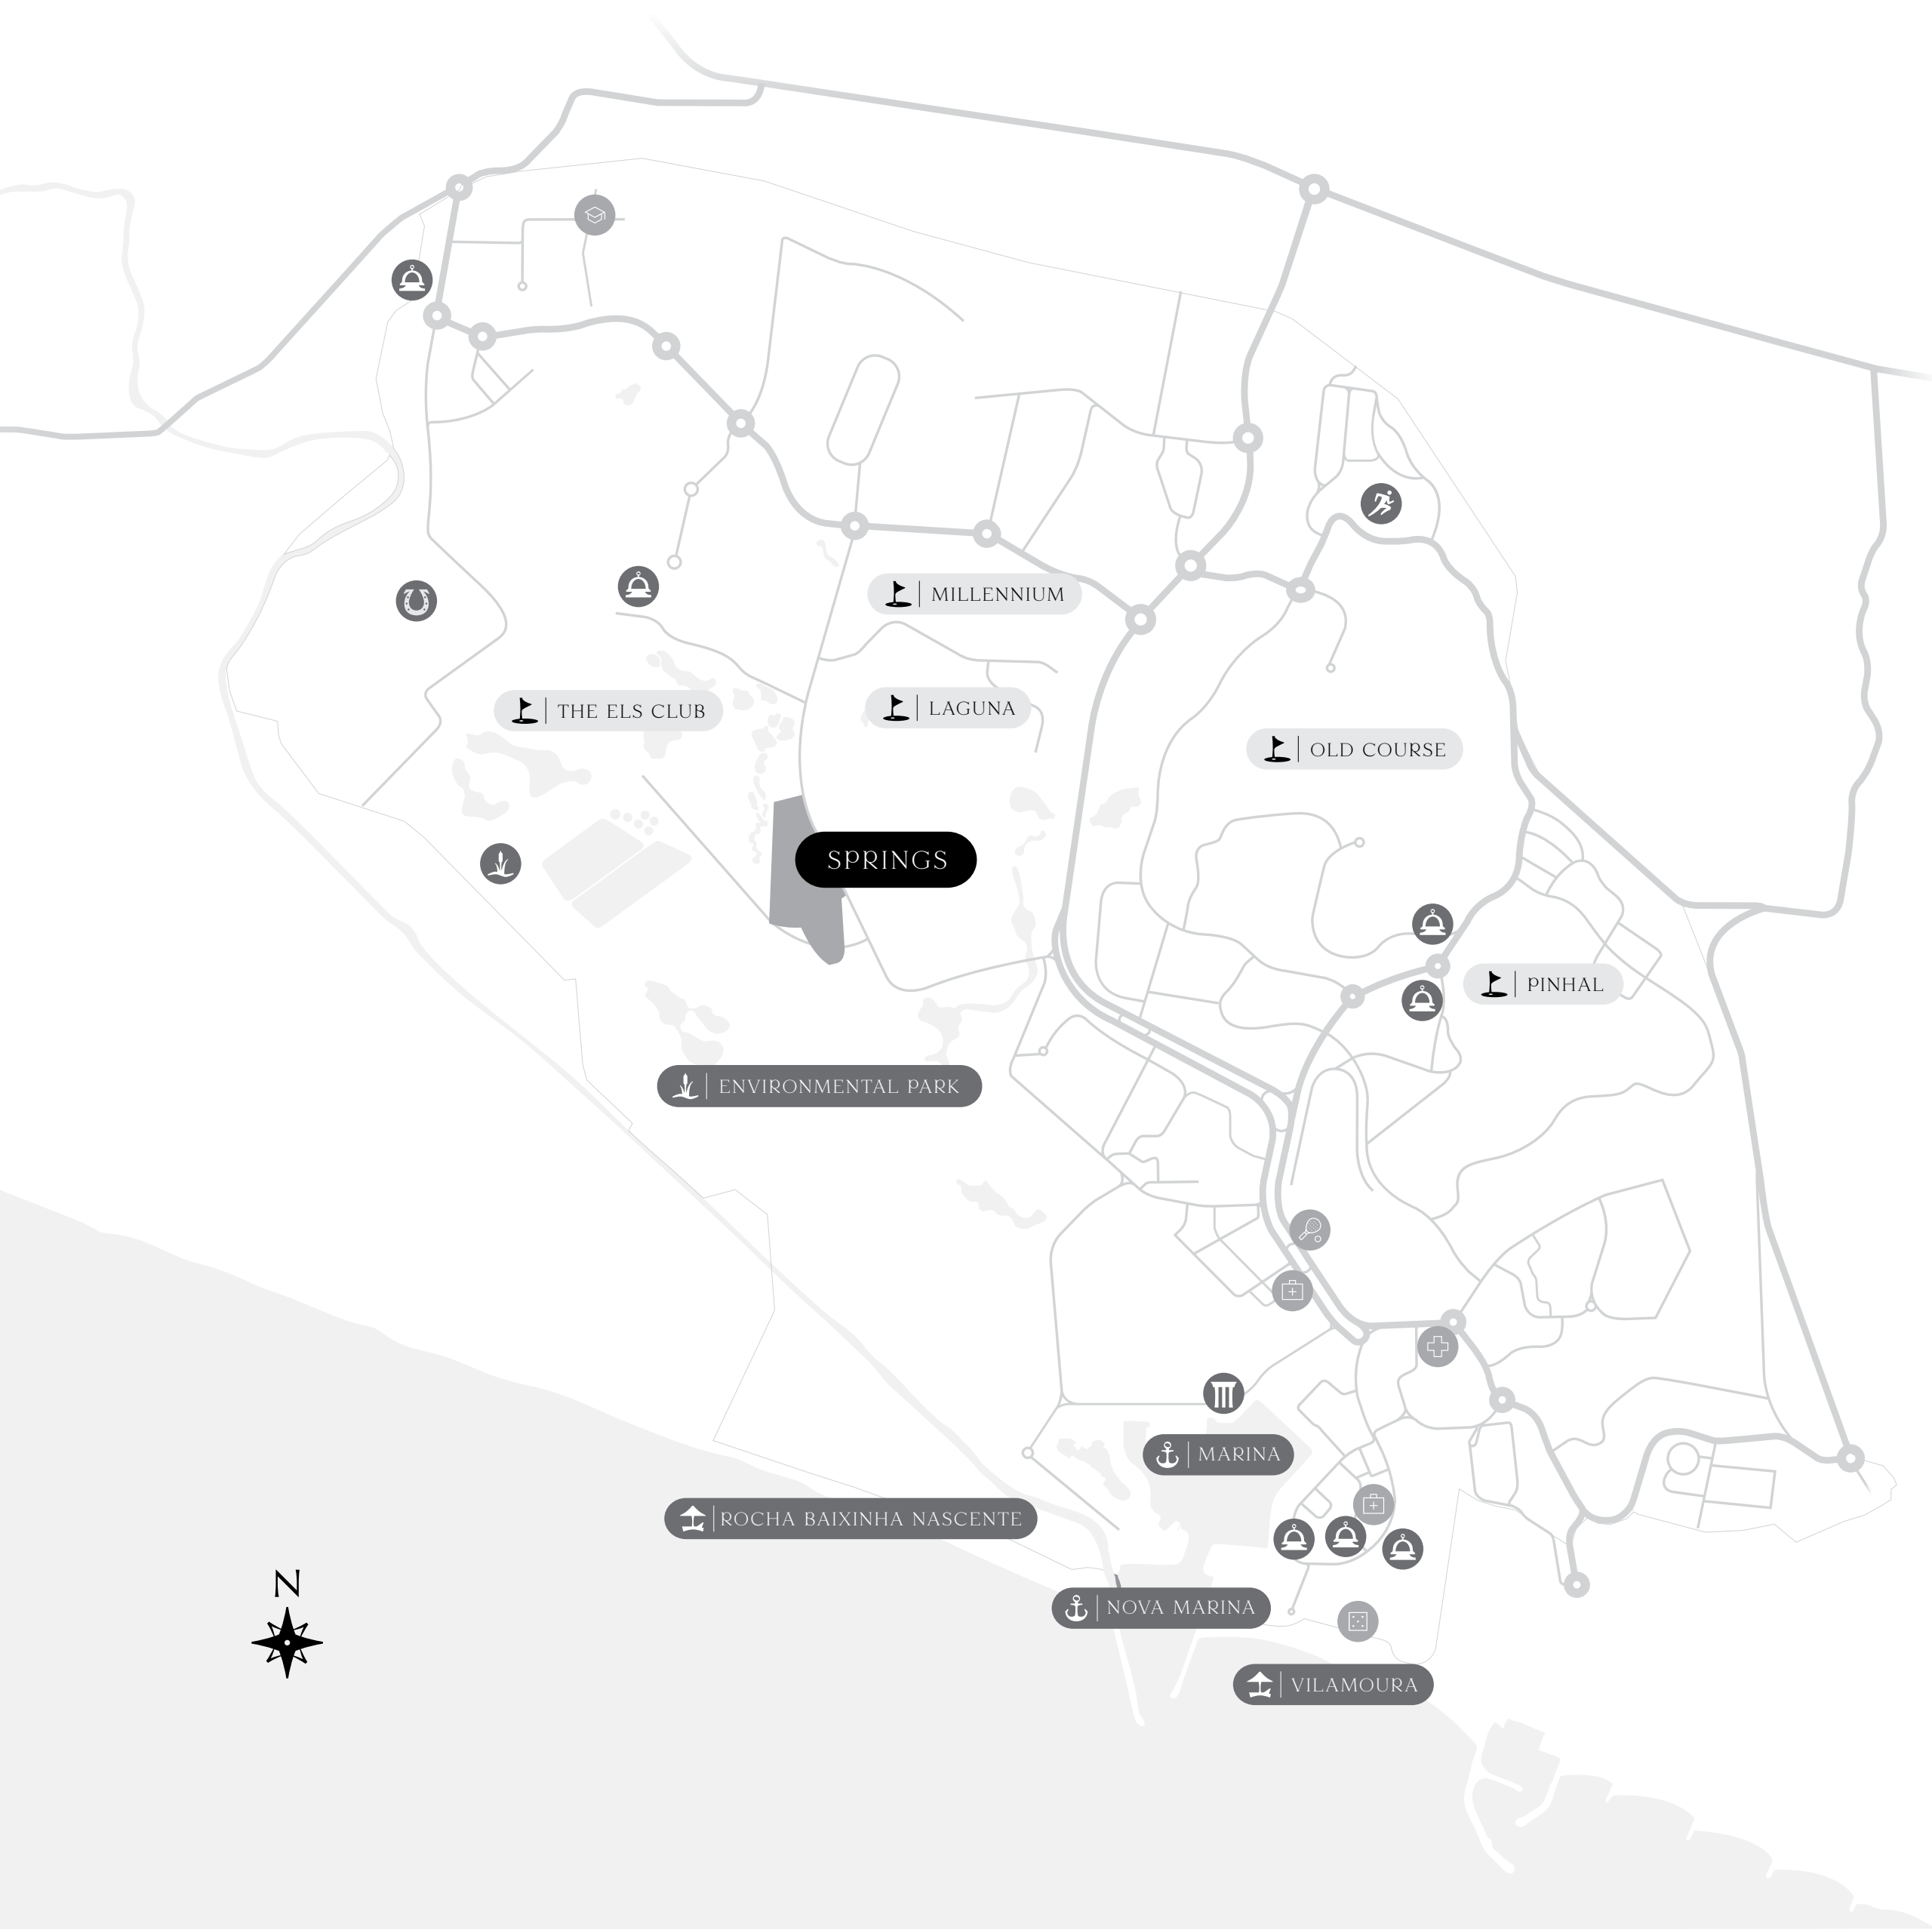 MILLENNIUM
THE ELS CLUB
LAGUNA
OLD COURSE
SPRINGS
PINHAL
ENVIRONMENTAL PARK
MARINA
ROCHA BAIXINHA NASCENTE
N
NOVA MARINA
VILAMOURA